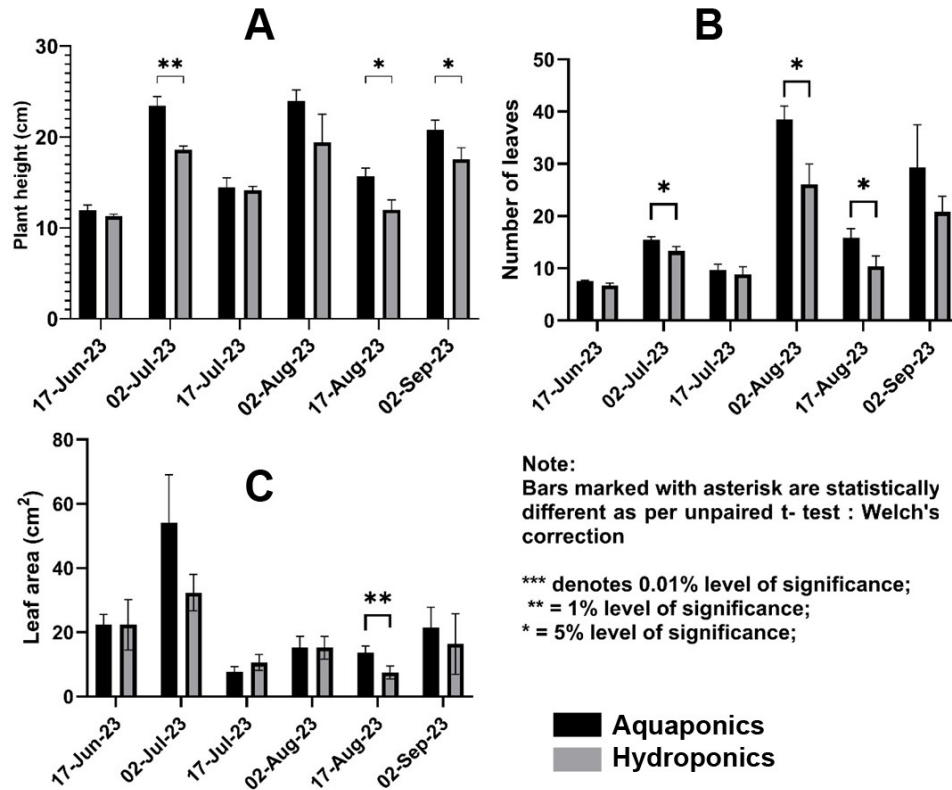 A
Plant height (cm)
30
20
10
0
**
*
*
17-Jun-23
02-Jul-23
17-Jul-23
02-Aug-23
17-Aug-23
02-Sep-23
B
Number of leaves
50
40
30
20
10
0
*
*
*
17-Jun-23
02-Jul-23
17-Jul-23
02-Aug-23
17-Aug-23
02-Sep-23
C
Leaf area (cm²)
80
60
40
20
0
**
17-Jun-23
02-Jul-23
17-Jul-23
02-Aug-23
17-Aug-23
02-Sep-23
Note:
Bars marked with asterisk are statistically
different as per unpaired t- test : Welch's
correction
*** denotes 0.01% level of significance;
** = 1% level of significance;
* = 5% level of significance;
Aquaponics
Hydroponics